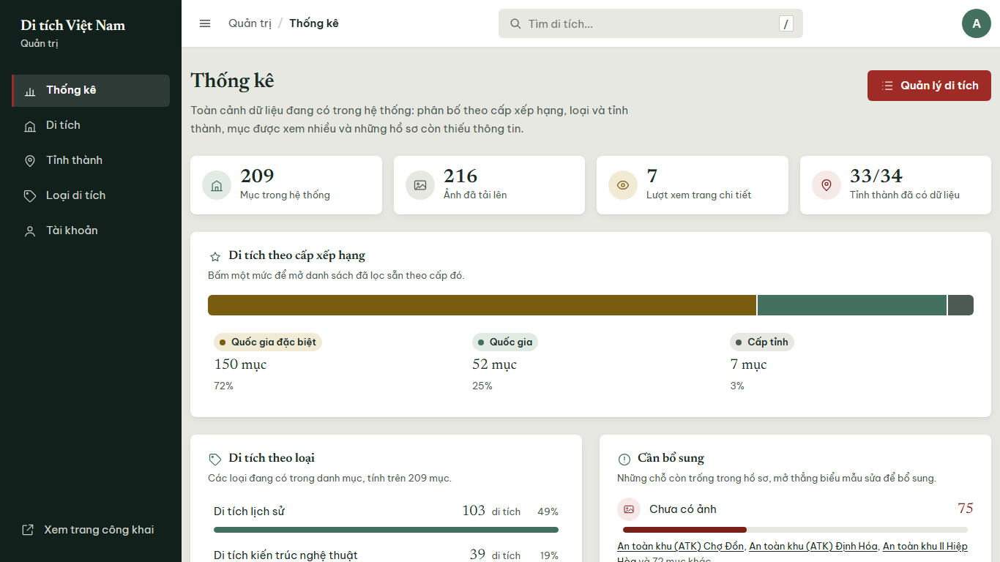 Di tích Việt Nam
Quản trị
Thống kê
Di tích
Tỉnh thành
Loại di tích
Tài khoản
Xem trang công khai
Quản trị / Thống kê
Tìm di tích...
/
A
Thống kê
Quản lý di tích
Toàn cảnh dữ liệu đang có trong hệ thống: phân bố theo cấp xếp hạng, loại và tỉnh
thành, mục được xem nhiều và những hồ sơ còn thiếu thông tin.
209
Mục trong hệ thống
216
Ảnh đã tải lên
7
Lượt xem trang chi tiết
33/34
Tỉnh thành đã có dữ liệu
Di tích theo cấp xếp hạng
Bấm một mức để mở danh sách đã lọc sẵn theo cấp đó.
Quốc gia đặc biệt
150 mục
72%
Quốc gia
52 mục
25%
Cấp tỉnh
7 mục
3%
Di tích theo loại
Các loại đang có trong danh mục, tính trên 209 mục.
Di tích lịch sử 103 di tích 49%
Di tích kiến trúc nghệ thuật 39 di tích 19%
Cần bổ sung
Những chỗ còn trống trong hồ sơ, mở thẳng biểu mẫu sửa để bổ sung.
Chưa có ảnh 75
An toàn khu (ATK) Chợ Đồn, An toàn khu (ATK) Định Hóa, An toàn khu II Hiệp
Hòa và 72 mục khác